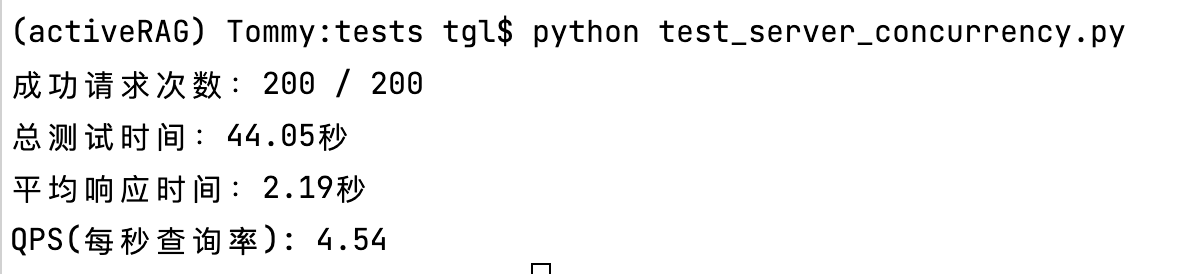 (activeRAG) Tommy:tests tgl$ python test_server_concurrency.py
成功请求次数: 200 / 200
总测试时间: 44.05秒
平均响应时间: 2.19秒
QPS(每秒查询率): 4.54